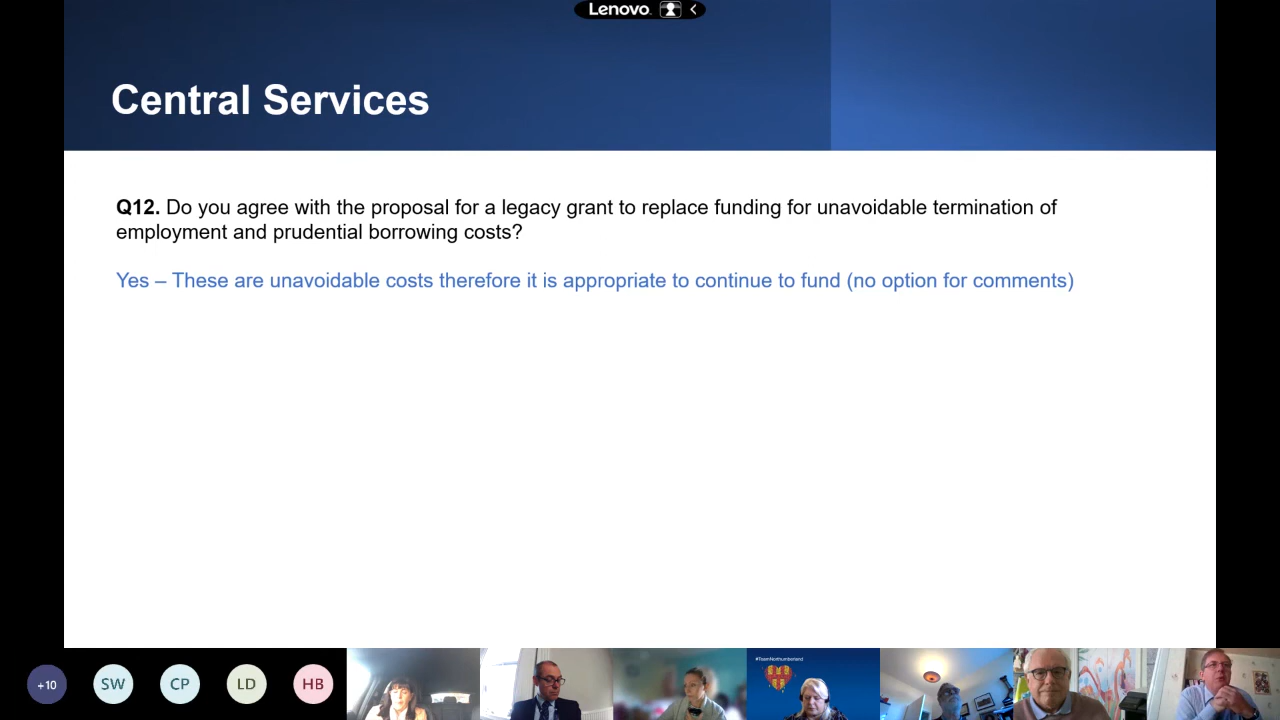 Lenovo
Central Services
Q12. Do you agree with the proposal for a legacy grant to replace funding for unavoidable termination of
employment and prudential borrowing costs?
Yes – These are unavoidable costs therefore it is appropriate to continue to fund (no option for comments)
+10 SW CP LD HB
#TeamNorthumberland